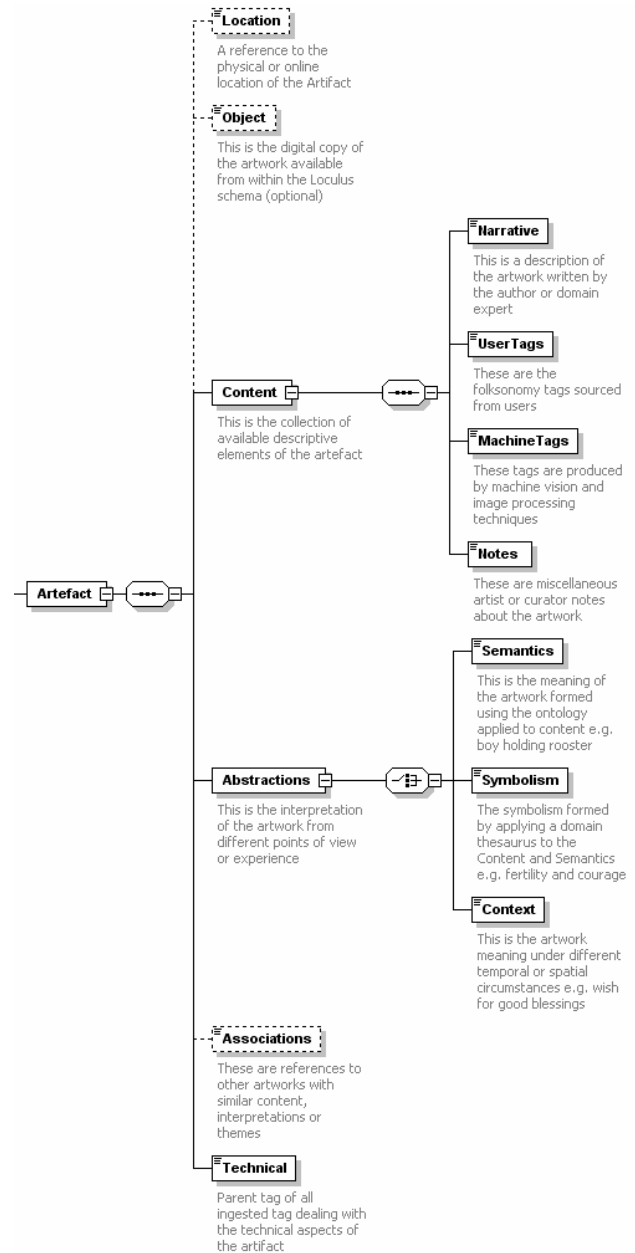 Location
A reference to the
physical or online
location of the Artifact
Object
This is the digital copy of
the artwork available
from within the Loculus
schema (optional)
Narrative
This is a description of
the artwork written by
the author or domain
expert
UserTags
These are the
folksonomy tags sourced
from users
Content
This is the collection of
available descriptive
elements of the artefact
MachineTags
These tags are produced
by machine vision and
image processing
techniques
Notes
These are miscellaneous
artist or curator notes
about the artwork
Artefact
Semantics
This is the meaning of
the artwork formed
using the ontology
applied to content e.g.
boy holding rooster
Abstractions
This is the interpretation
of the artwork from
different points of view
or experience
Symbolism
The symbolism formed
by applying a domain
thesaurus to the
Content and Semantics
e.g. fertility and courage
Context
This is the artwork
meaning under different
temporal or spatial
circumstances e.g. wish
for good blessings
Associations
These are references to
other artworks with
similar content,
interpretations or
themes
Technical
Parent tag of all
ingested tag dealing with
the technical aspects of
the artifact